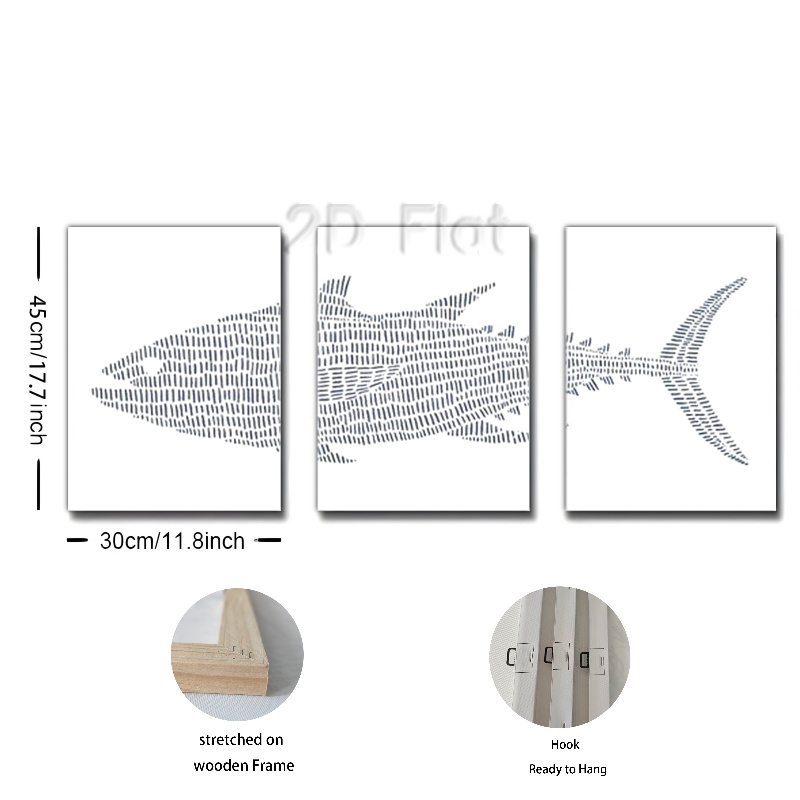 2D Flat
45cm/17.7inch
30cm/11.8inch
stretched on
wooden Frame
Hook
Ready to Hang